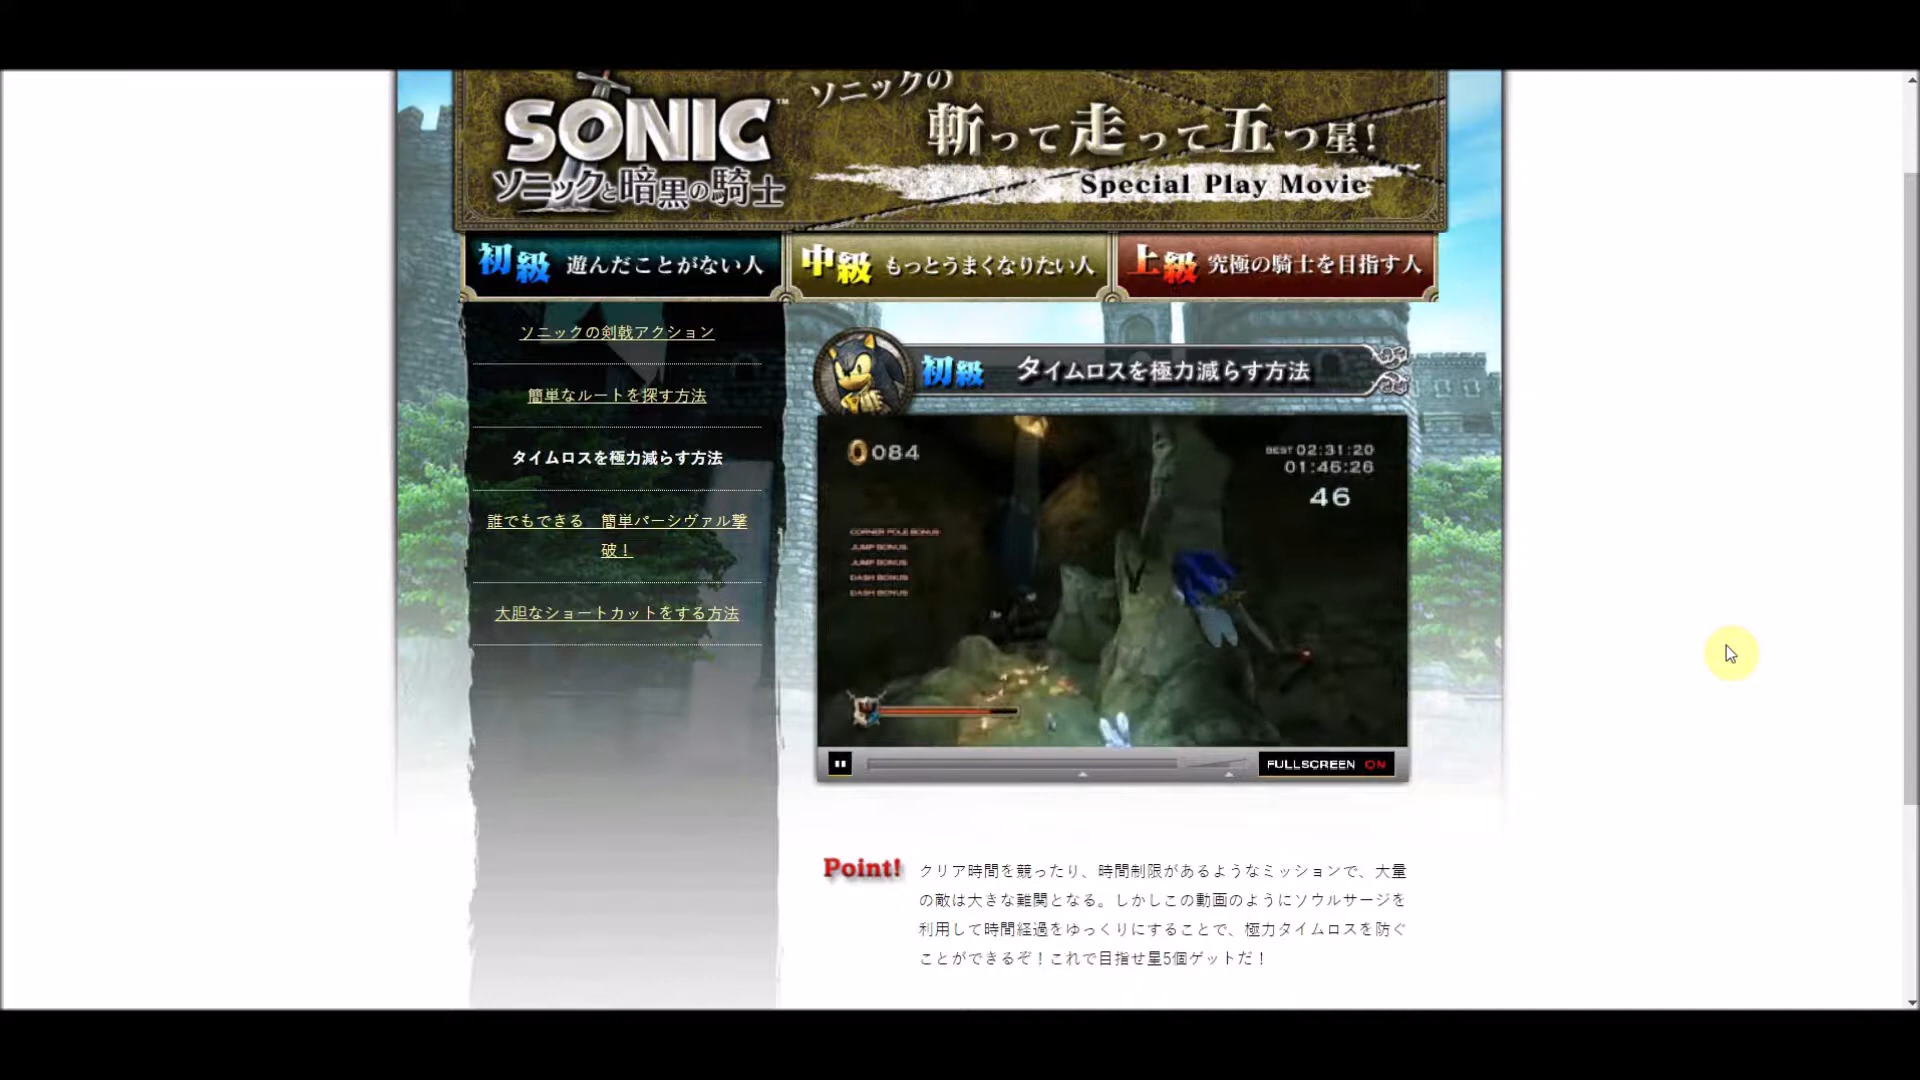 SONIC™
ソニックと暗黒の騎士
ソニックの
斬って走って五つ星!
Special Play Movie
初級 遊んだことがない人
中級 もっとうまくなりたい人
上級 究極の騎士を目指す人
ソニックの剣戟アクション
簡単なルートを探す方法
タイムロスを極力減らす方法
誰でもできる　簡単パーシヴァル撃
破！
大胆なショートカットをする方法
初級 タイムロスを極力減らす方法
084
BEST 02:31:20
01:46:26
46
CORNER POLE BONUS
JUMP BONUS
JUMP BONUS
DASH BONUS
DASH BONUS
FULLSCREEN ON
Point!
クリア時間を競ったり、時間制限があるようなミッションで、大量
の敵は大きな難関となる。しかしこの動画のようにソウルサージを
利用して時間経過をゆっくりにすることで、極力タイムロスを防ぐ
ことができるぞ！これで目指せ星5個ゲットだ！